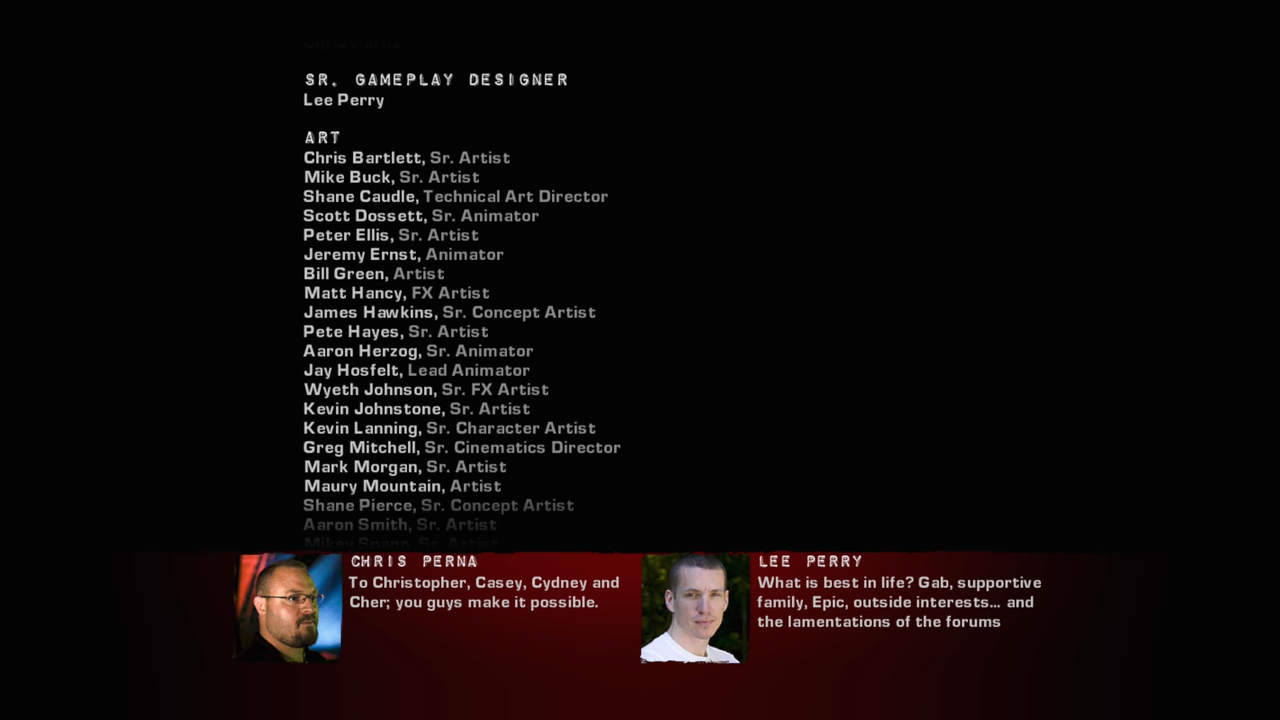 SR. GAMEPLAY DESIGNER
Lee Perry
ART
Chris Bartlett, Sr. Artist
Mike Buck, Sr. Artist
Shane Caudle, Technical Art Director
Scott Dossett, Sr. Animator
Peter Ellis, Sr. Artist
Jeremy Ernst, Animator
Bill Green, Artist
Matt Hancy, FX Artist
James Hawkins, Sr. Concept Artist
Pete Hayes, Sr. Artist
Aaron Herzog, Sr. Animator
Jay Hosfelt, Lead Animator
Wyeth Johnson, Sr. FX Artist
Kevin Johnstone, Sr. Artist
Kevin Lanning, Sr. Character Artist
Greg Mitchell, Sr. Cinematics Director
Mark Morgan, Sr. Artist
Maury Mountain, Artist
Shane Pierce, Sr. Concept Artist
Aaron Smith, Sr. Artist
Mikey Spano, Sr. Artist
CHRIS PERNA
To Christopher, Casey, Cydney and
Cher; you guys make it possible.
LEE PERRY
What is best in life? Gab, supportive
family, Epic, outside interests... and
the lamentations of the forums